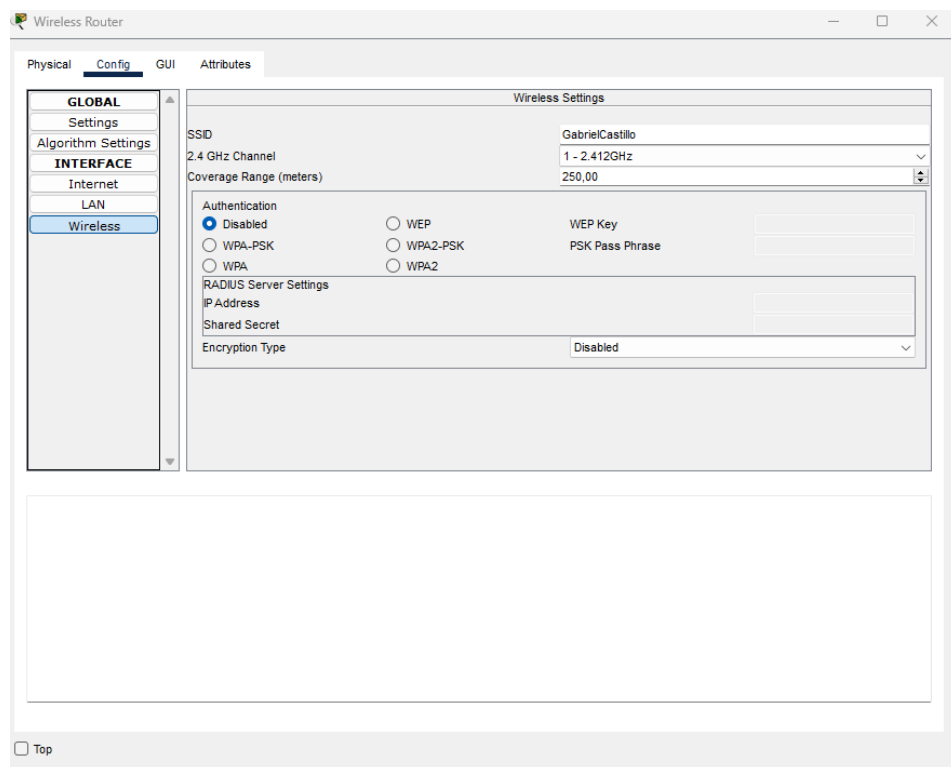 Wireless Router
Physical Config GUI Attributes
GLOBAL
Settings
Algorithm Settings
INTERFACE
Internet
LAN
Wireless
Wireless Settings
SSID GabrielCastillo
2.4 GHz Channel 1 - 2.412GHz
Coverage Range (meters) 250,00
Authentication
Disabled WEP WEP Key
WPA-PSK WPA2-PSK PSK Pass Phrase
WPA WPA2
RADIUS Server Settings
IP Address
Shared Secret
Encryption Type Disabled
Top